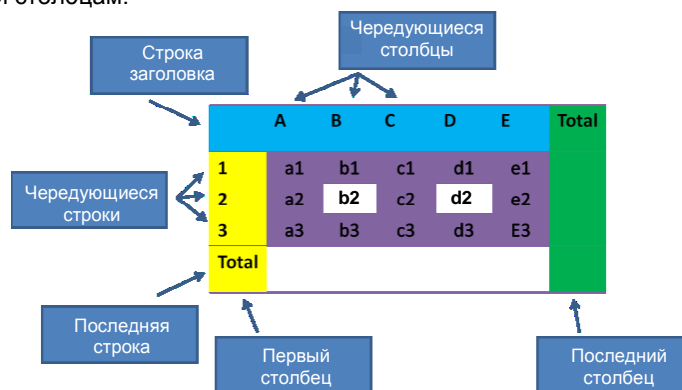 и столбцам.
Чередующиеся
столбцы
Строка
заголовка
A B C D E Total
1 a1 b1 c1 d1 e1
Чередующиеся
строки
2 a2 b2 c2 d2 e2
3 a3 b3 c3 d3 E3
Total
Последняя
строка
Первый
столбец
Последний
столбец